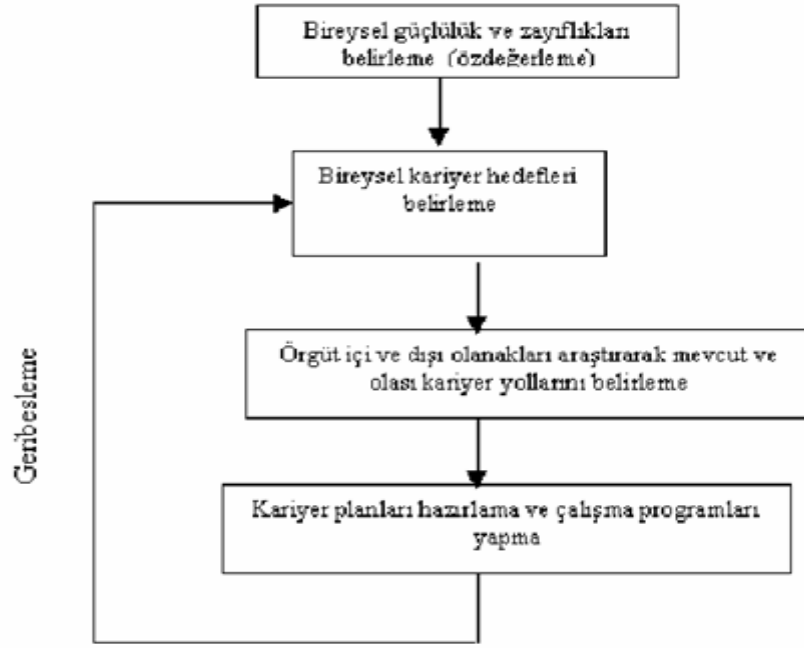 Bireysel güçlülük ve zayıflıkları
belirleme (özdeğerleme)
Bireysel kariyer hedefleri
belirleme
Örgüt içi ve dışı olanakları araştırarak mevcut ve
olası kariyer yollarını belirleme
Kariyer planları hazırlama ve çalışma programları
yapma
Geribesleme